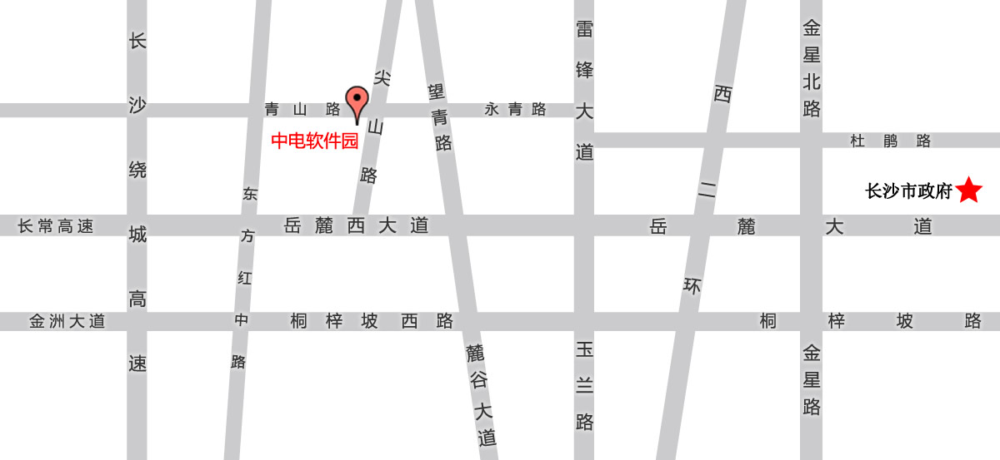 长沙绕城高速
青山路
中电软件园
尖山路
望青路
永青路
雷锋大道
西二环
金星北路
杜鹃路
长沙市政府
东方红中路
长常高速
岳麓西大道
岳麓大道
金洲大道
桐梓坡西路
桐梓坡路
麓谷大道
玉兰路
金星路